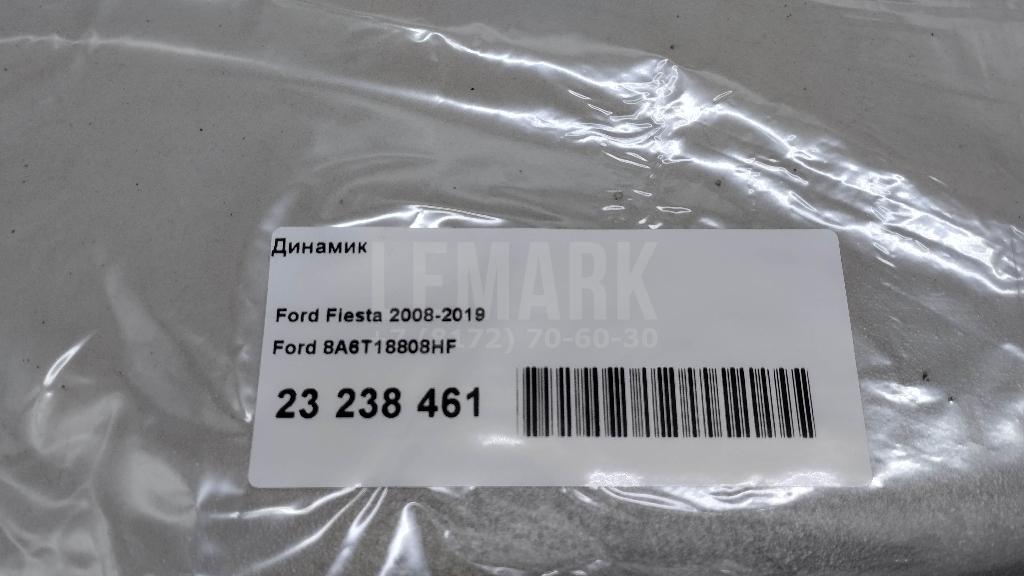 Динамик
LEMARK
Ford Fiesta 2008-2019
+7 (8172) 70-60-30
Ford 8A6T18808HF
23 238 461